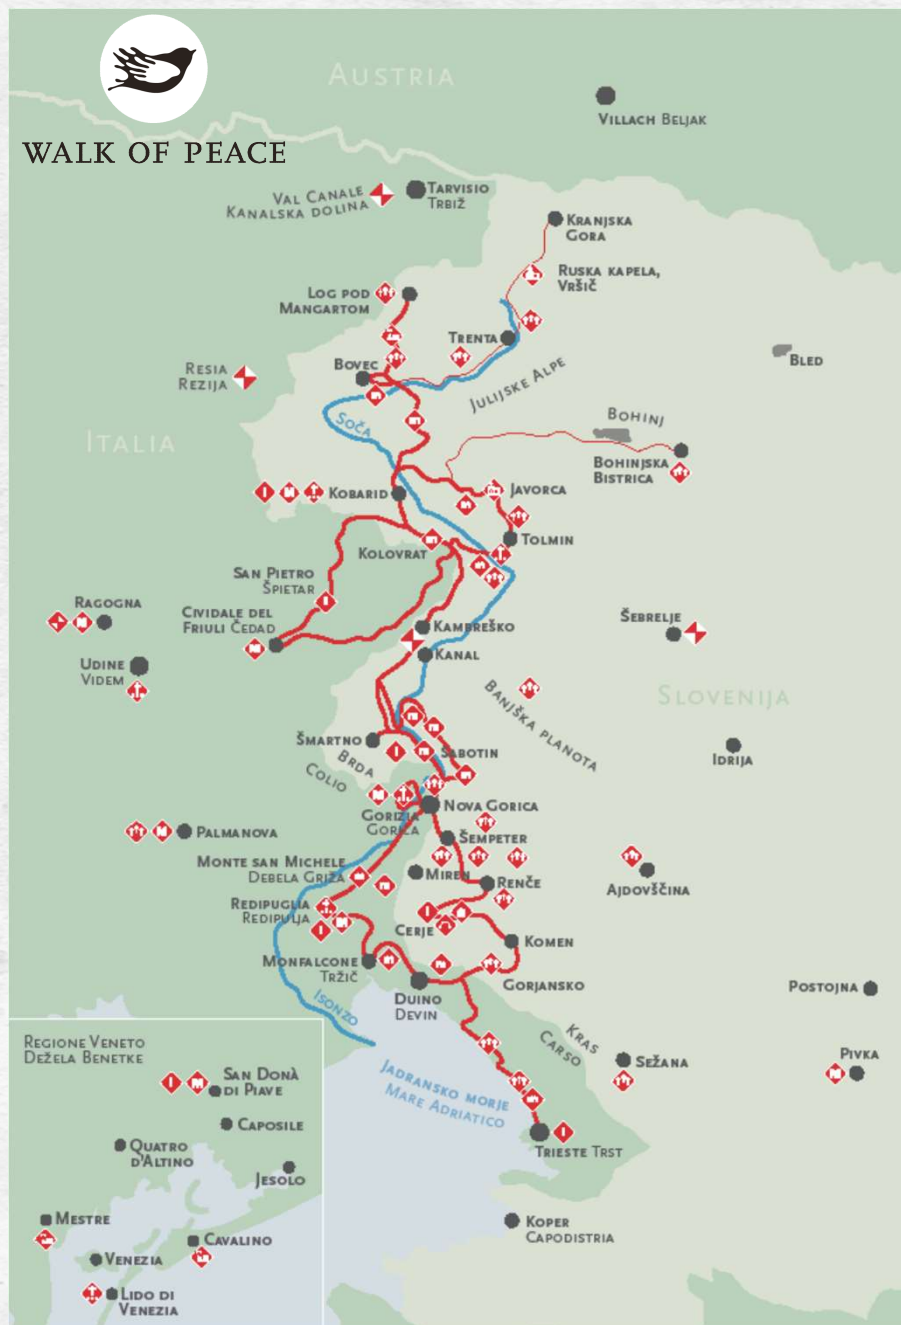 AUSTRIA
VILLACH BELJAK
WALK OF PEACE
VAL CANALE
KANALSKA DOLINA
TARVISIO
TRBIŽ
KRANJSKA
GORA
RUSKA KAPELA,
VRŠIČ
LOG POD
MANGARTOM
TRENTA
BOVEC
BLED
RESIA
REZIJA
JULIJSKE ALPE
SOČA
BOHINJ
ITALIA
BOHINJSKA
BISTRICA
KOBARID
JAVORCA
TOLMIN
KOLOVRAT
SAN PIETRO
ŠPIETAR
RAGOGNA
CIVIDALE DEL
FRIULI ČEDAD
KAMBREŠKO
ŠEBRELJE
UDINE
VIDEM
KANAL
BANJŠKA PLANOTA
SLOVENIJA
ŠMARTNO
SABOTIN
IDRIJA
BRDA
COLIO
GORIZIA
GORICA
NOVA GORICA
PALMANOVA
ŠEMPETER
MONTE SAN MICHELE
DEBELA GRIŽA
MIREN
RENČE
AJDOVŠČINA
REDIPUGLIA
REDIPULJA
CERJE
KOMEN
MONFALCONE
TRŽIČ
GORJANSKO
DUINO
DEVIN
POSTOJNA
ISONZO
KRAS
CARSO
REGIONE VENETO
DEŽELA BENETKE
SEŽANA
PIVKA
SAN DONÀ
DI PIAVE
JADRANSKO MORJE
MARE ADRIATICO
CAPOSILE
QUATRO
D'ALTINO
TRIESTE TRST
JESOLO
MESTRE
CAVALINO
KOPER
CAPODISTRIA
VENEZIA
LIDO DI
VENEZIA